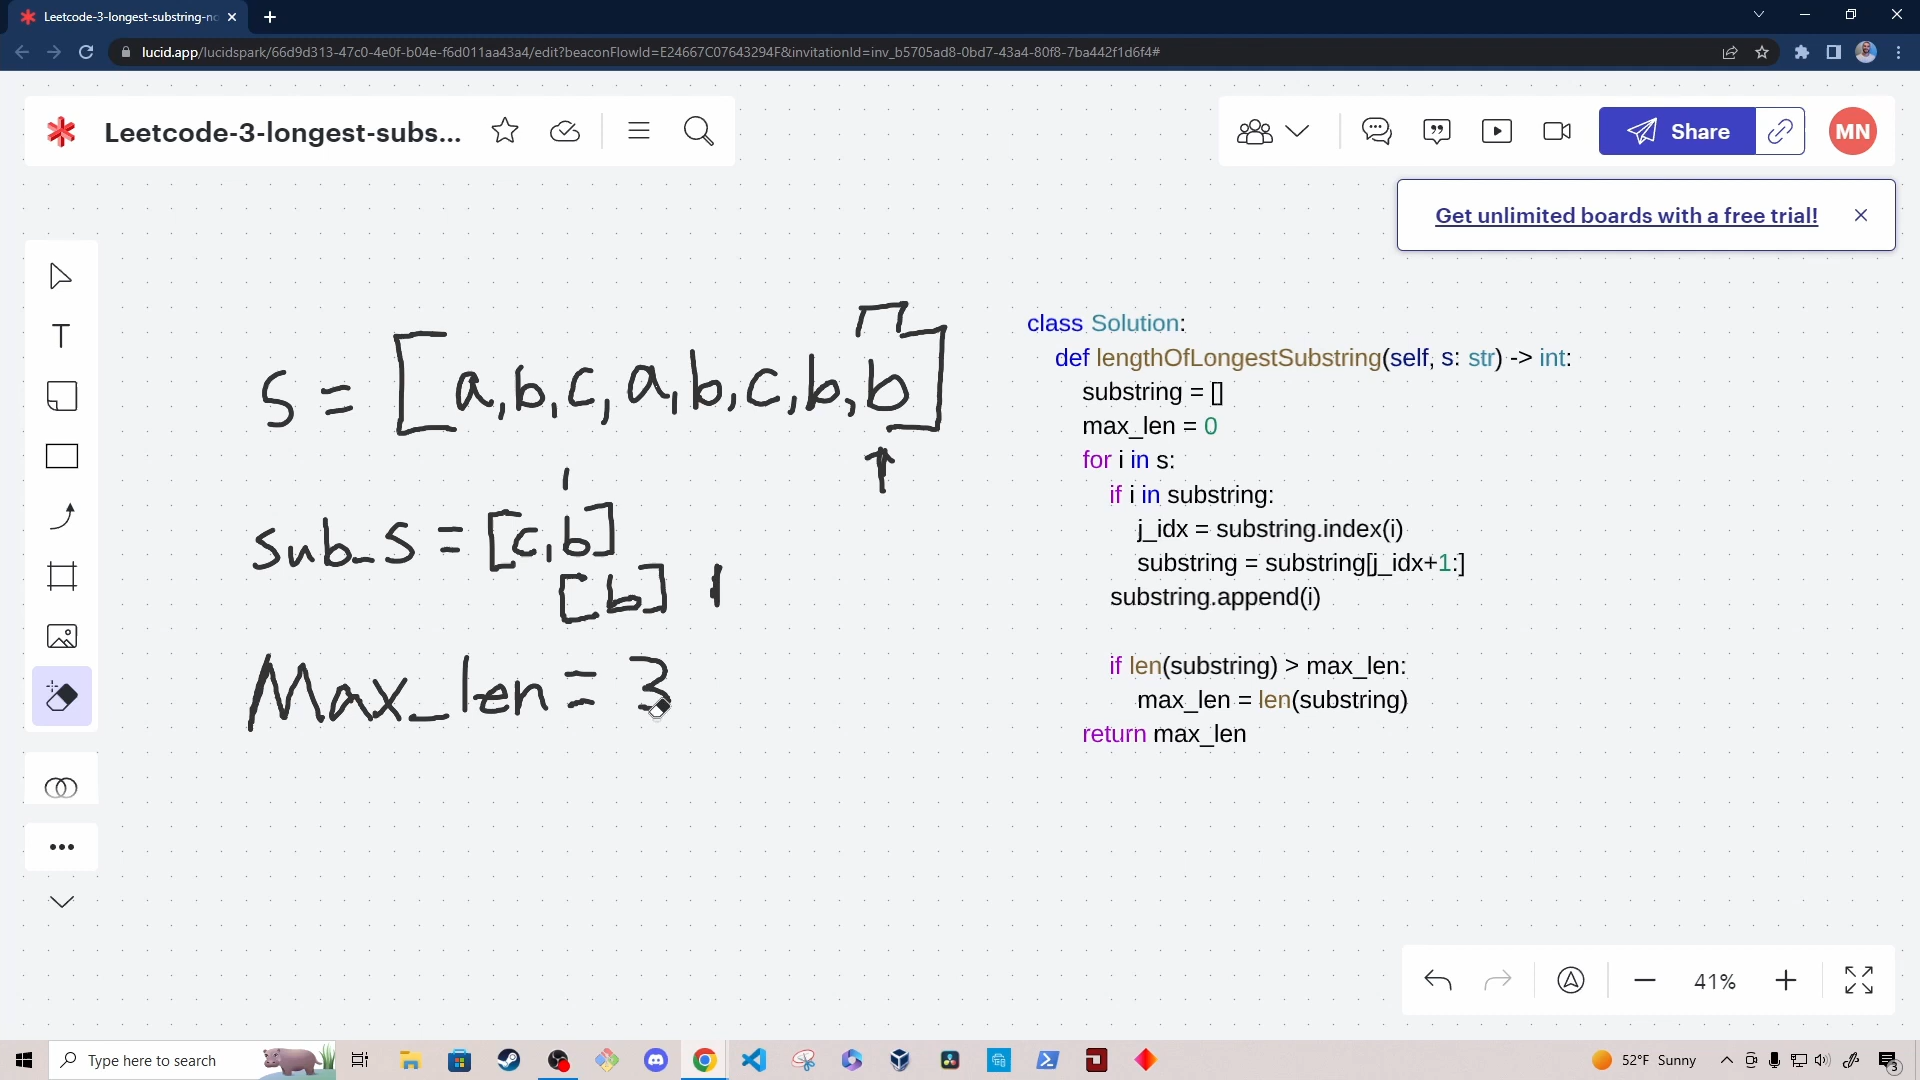 Leetcode-3-longest-substring-no
lucid.app/lucidspark/66d9d313-47c0-4e0f-b04e-f6d011aa43a4/edit?beaconFlowId=E24667C07643294F&invitationId=inv_b5705ad8-0bd7-43a4-80f8-7ba442f1d6f4#
Leetcode-3-longest-subs...
Share
MN
Get unlimited boards with a free trial!
T
s = [a,b,c,a,b,c,b,b]
sub_s = [c,b]
[b] 1
Max_len = 3
class Solution:
def lengthOfLongestSubstring(self, s: str) -> int:
substring = []
max_len = 0
for i in s:
if i in substring:
j_idx = substring.index(i)
substring = substring[j_idx+1:]
substring.append(i)
if len(substring) > max_len:
max_len = len(substring)
return max_len
41%
Type here to search
52°F Sunny
3